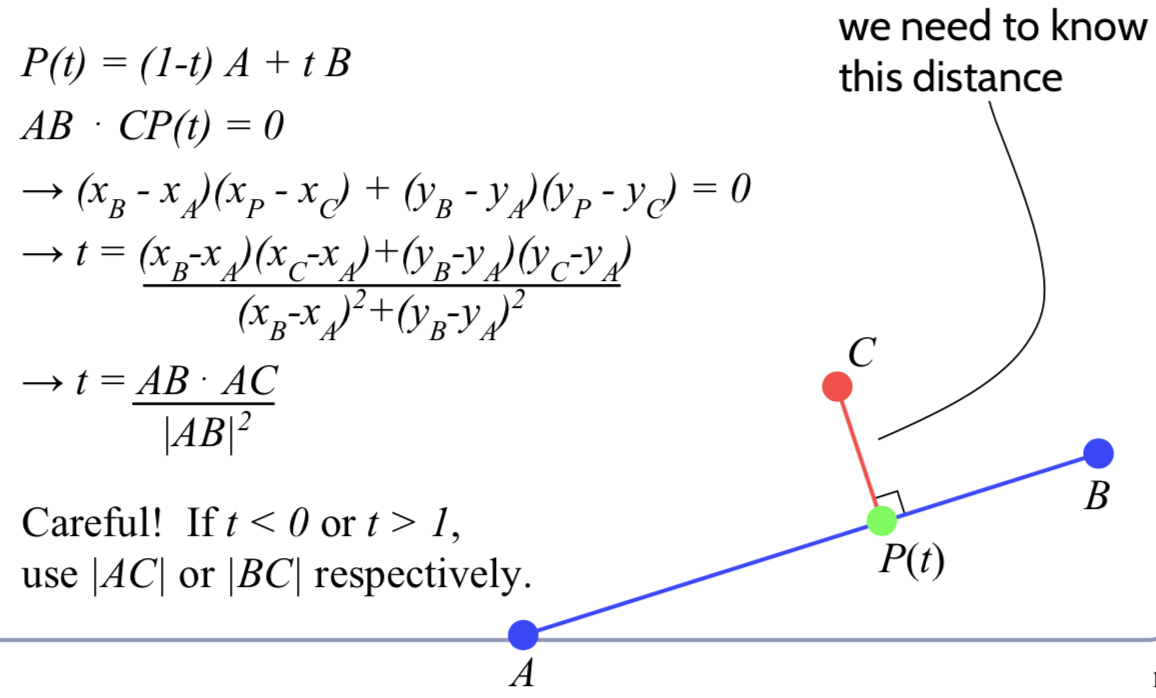 we need to know
this distance
P(t) = (1-t) A + t B
AB · CP(t) = 0
→ (x_B - x_A)(x_P - x_C) + (y_B - y_A)(y_P - y_C) = 0
→ t = (x_B-x_A)(x_C-x_A)+(y_B-y_A)(y_C-y_A)
(x_B-x_A)²+(y_B-y_A)²
→ t = AB · AC
|AB|²
Careful! If t < 0 or t > 1,
use |AC| or |BC| respectively.
C
B
P(t)
A